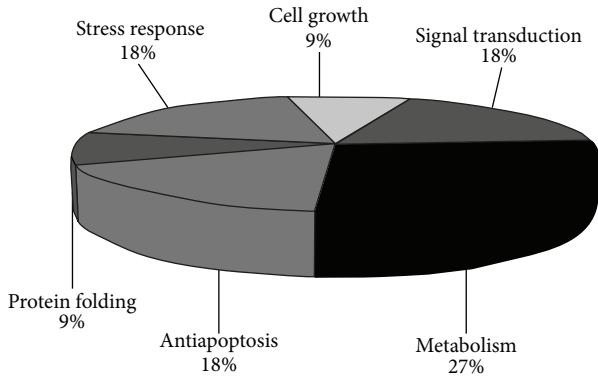 Cell growth
9%
Stress response
18%
Signal transduction
18%
Protein folding
9%
Antiapoptosis
18%
Metabolism
27%